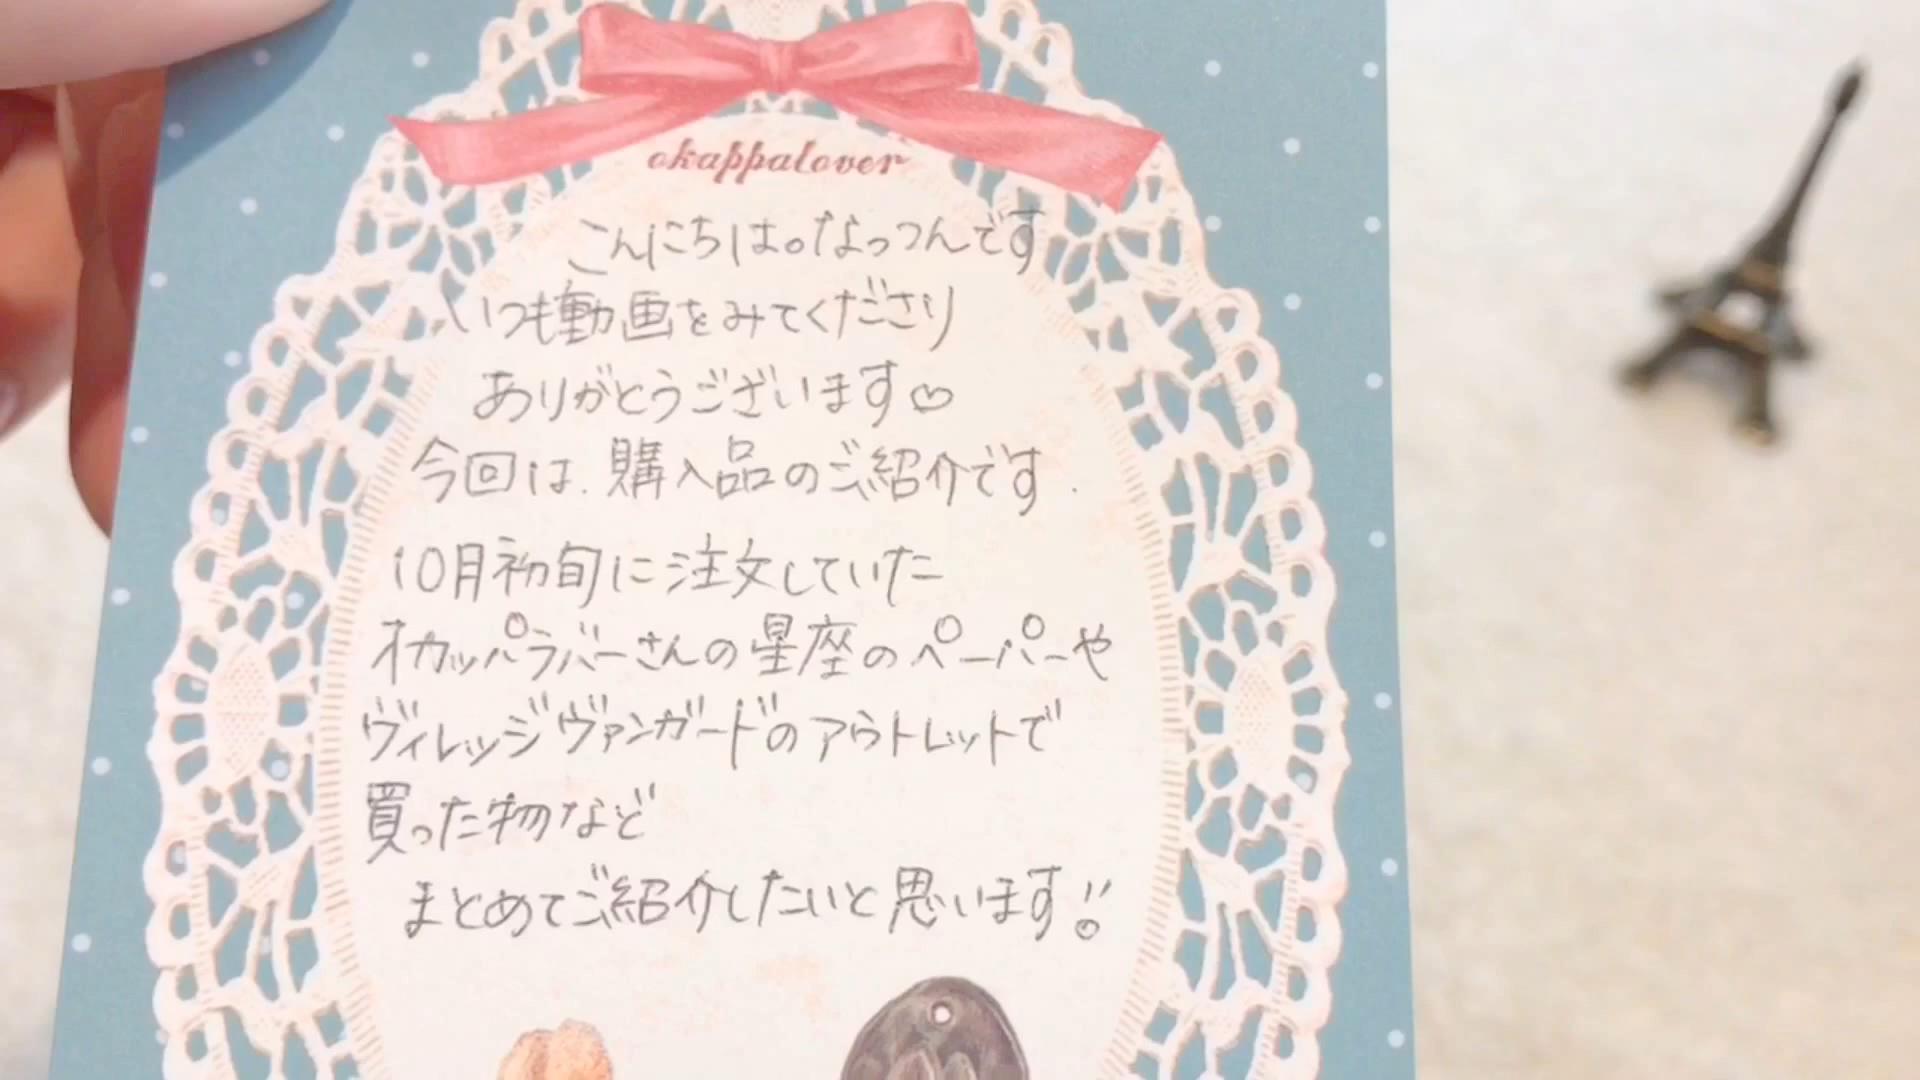 okappalover
こんにちは。なっつんです
いつも動画をみてくださり
ありがとうございます♡
今回は、購入品のご紹介です.
10月初旬に注文していた
オカッパラバーさんの星座のペーパーや
ヴィレッジヴァンガードのアウトレットで
買った物など
まとめてご紹介したいと思います!!